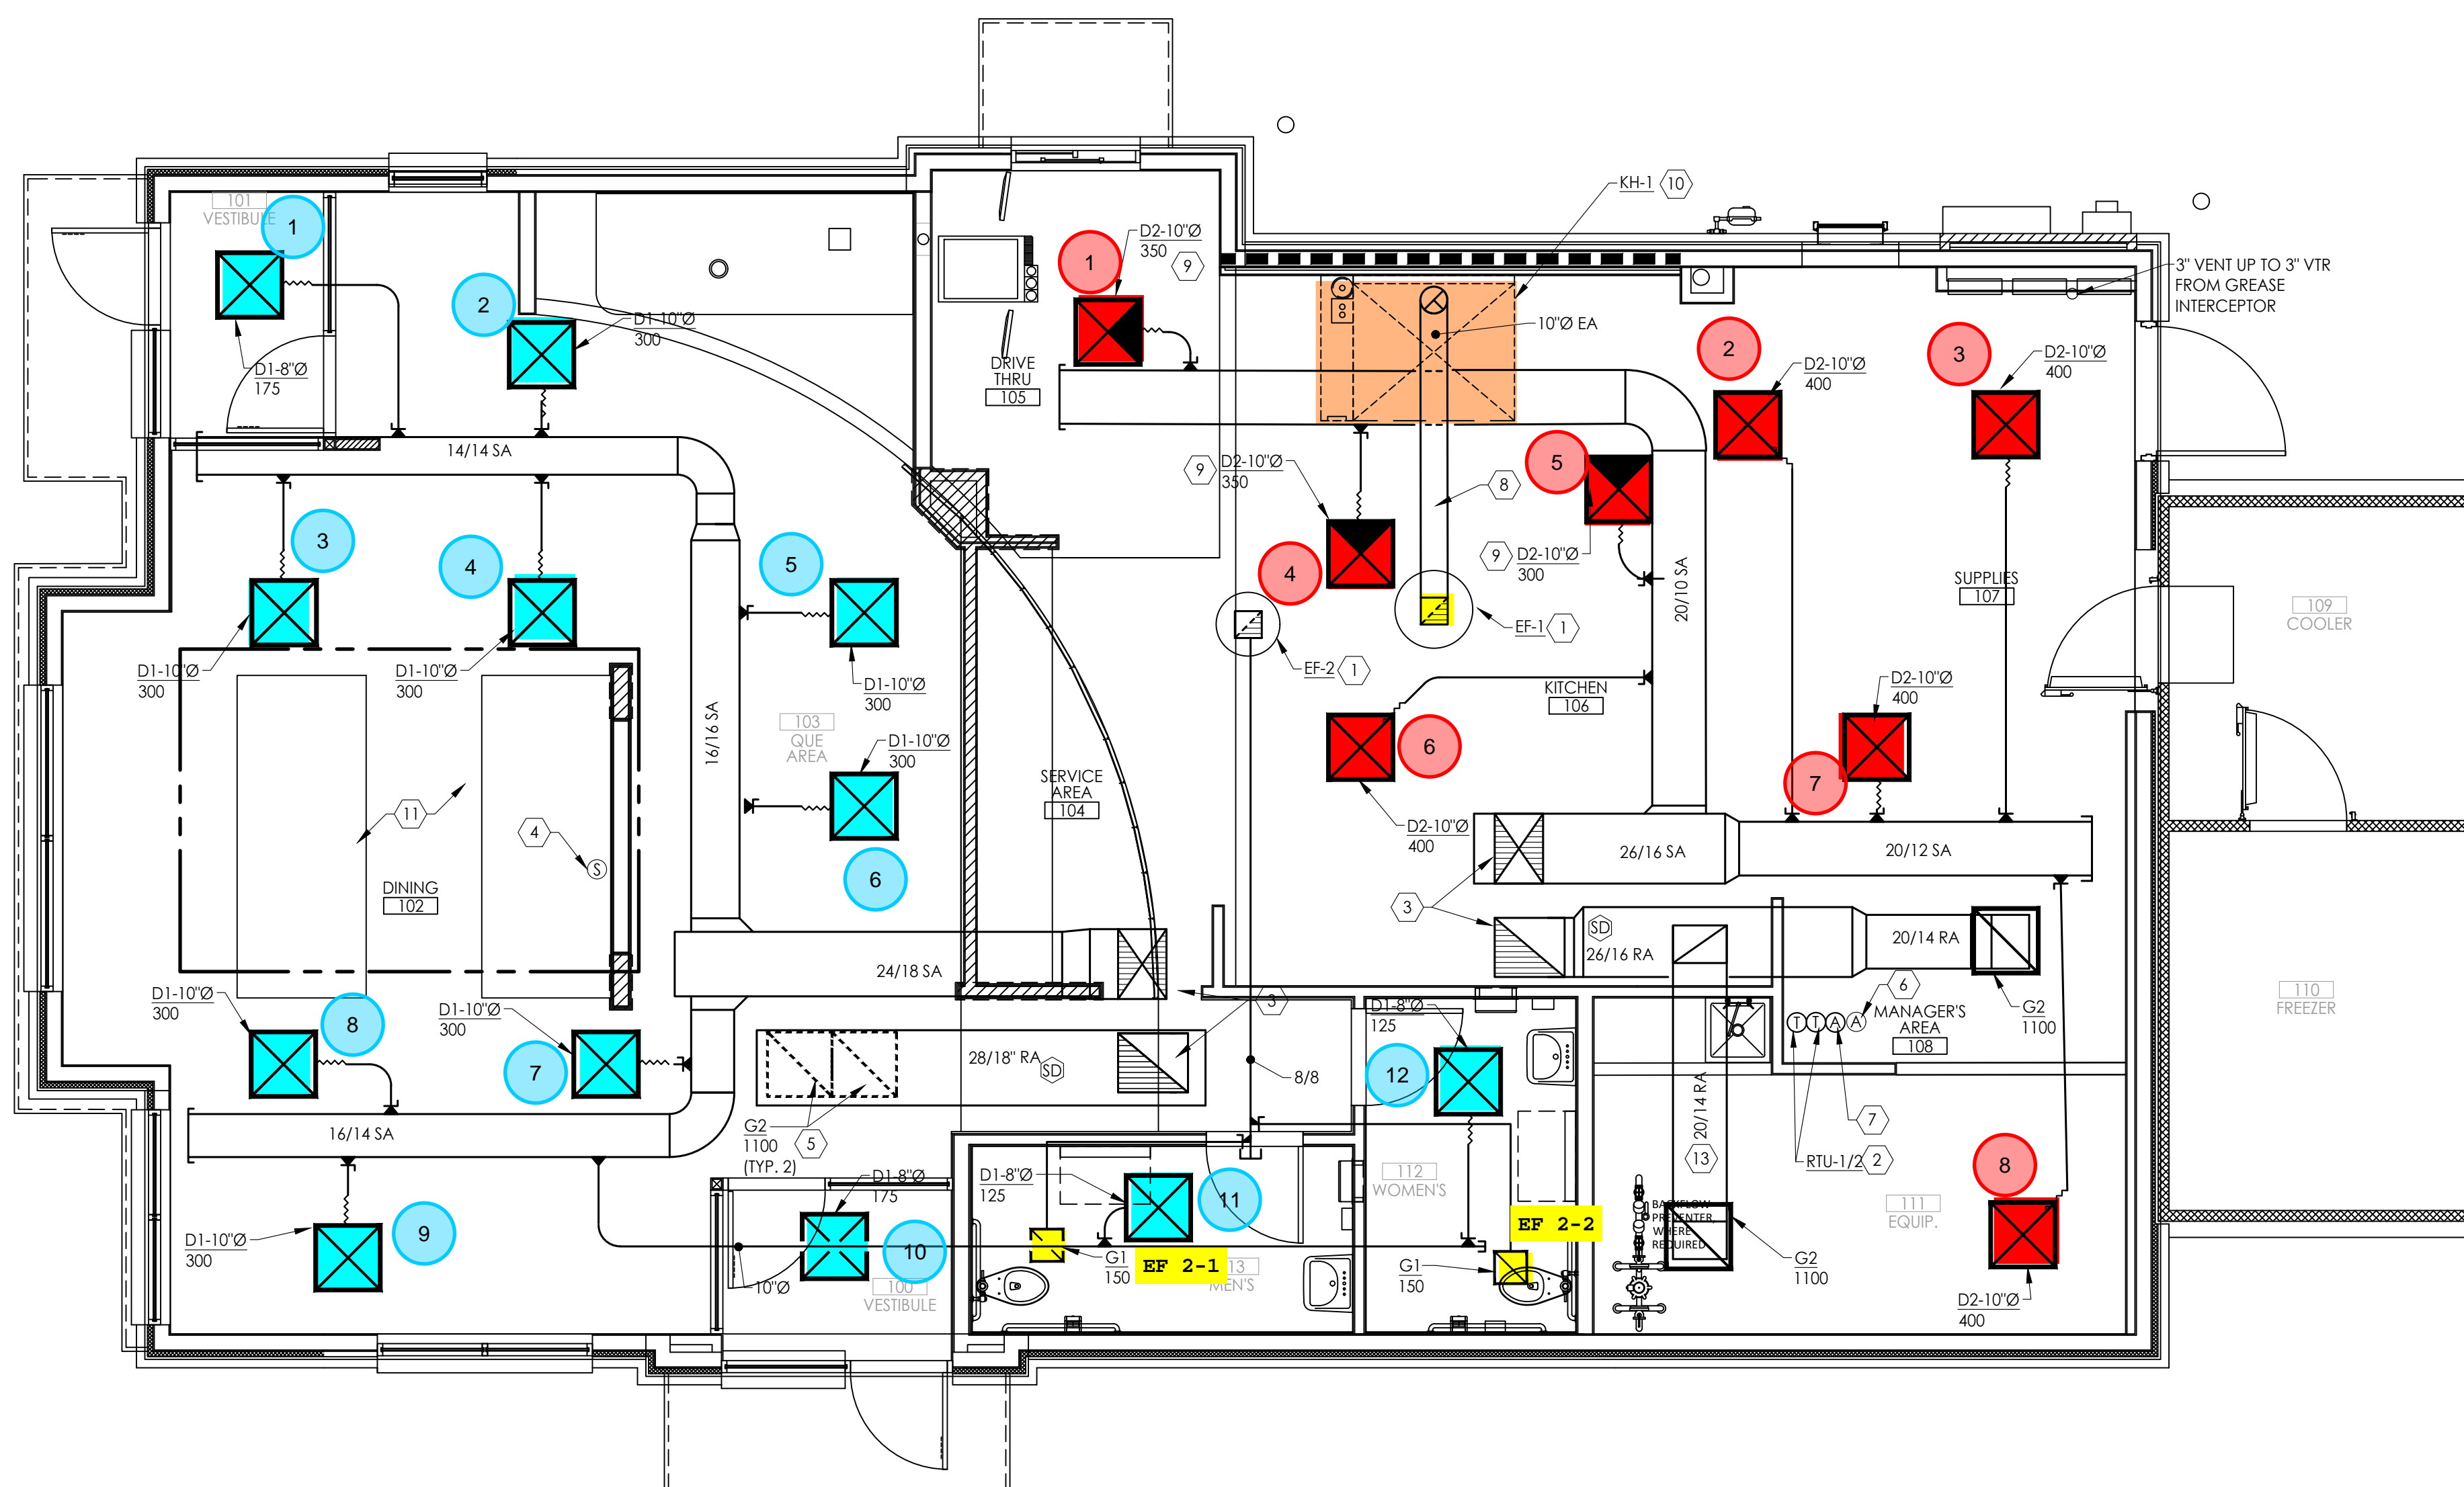 101
VESTIBULE
1
D1-8"Ø
175
2
D1-10"Ø
300
14/14 SA
3
D1-10"Ø
300
4
D1-10"Ø
300
5
D1-10"Ø
300
16/16 SA
103
QUE
AREA
D1-10"Ø
300
6
11
4
S
DINING
102
24/18 SA
D1-10"Ø
300
8
D1-10"Ø
300
7
16/14 SA
28/18" RA
SD
3
G2
1100
(TYP. 2)
5
D1-10"Ø
300
9
D1-8"Ø
175
10
10"Ø
100
VESTIBULE
DRIVE
THRU
105
1
D2-10"Ø
350
9
KH-1
10
10"Ø EA
2
D2-10"Ø
400
3
D2-10"Ø
400
3" VENT UP TO 3" VTR
FROM GREASE
INTERCEPTOR
9
D2-10"Ø
350
4
8
5
9
D2-10"Ø
300
20/10 SA
EF-1
1
EF-2
1
SUPPLIES
107
109
COOLER
KITCHEN
106
6
D2-10"Ø
400
D2-10"Ø
400
7
SERVICE
AREA
104
26/16 SA
20/12 SA
3
SD
26/16 RA
20/14 RA
G2
1100
110
FREEZER
T
T
A
A
6
MANAGER'S
AREA
108
7
RTU-1/2
2
8/8
D1-8"Ø
125
12
D1-8"Ø
125
11
G1
150
EF 2-1
13
MEN'S
112
WOMEN'S
EF 2-2
G1
150
20/14 RA
13
BACKFLOW
PREVENTER,
WHERE
REQUIRED
G2
1100
111
EQUIP.
8
D2-10"Ø
400